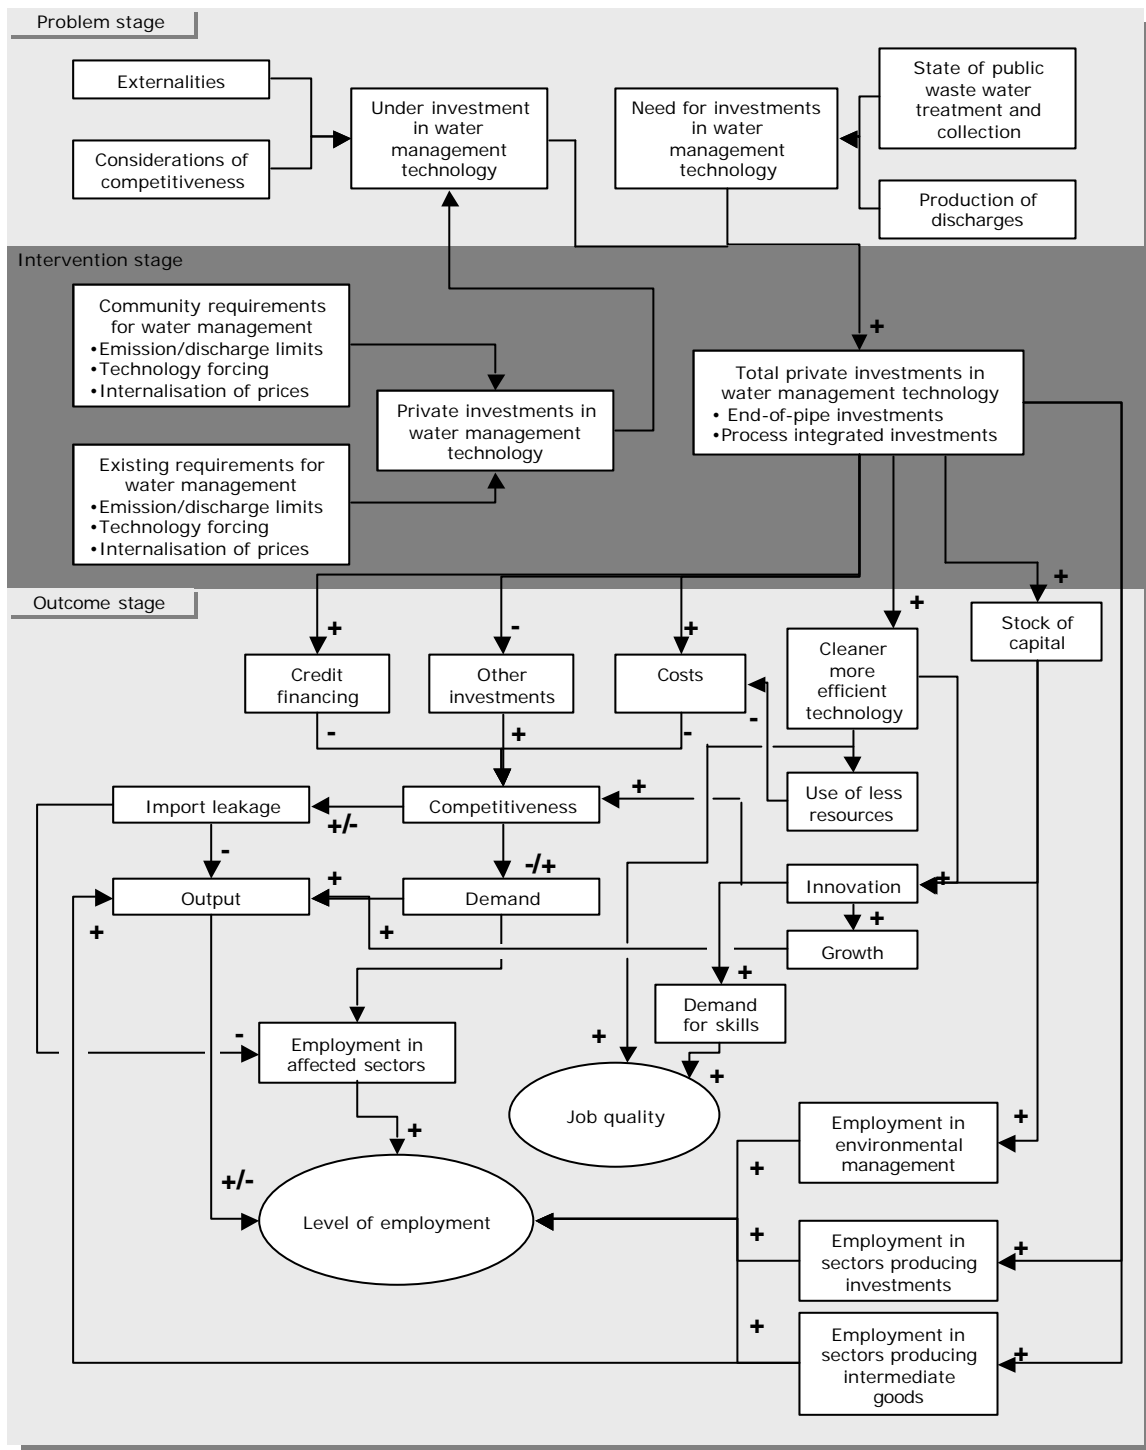 Problem stage
Externalities
Considerations of
competitiveness
Under investment
in water
management
technology
Need for investments
in water
management
technology
State of public
waste water
treatment and
collection
Production of
discharges
Intervention stage
Community requirements
for water management
•Emission/discharge limits
•Technology forcing
•Internalisation of prices
Existing requirements for
water management
•Emission/discharge limits
•Technology forcing
•Internalisation of prices
Private investments in
water management
technology
+
Total private investments in
water management technology
• End-of-pipe investments
•Process integrated investments
Outcome stage
+
-
+
+
+
Credit
financing
Other
investments
Costs
Cleaner
more
efficient
technology
Stock of
capital
-
+
-
-
Import leakage
+/-
Competitiveness
+
Use of less
resources
-
-/+
Output
+
+
+
Demand
Innovation
+
+
Growth
+
Demand
for skills
-
Employment in
affected sectors
+
+
Job quality
+
+/-
Level of employment
Employment in
environmental
management
+
+
Employment in
sectors producing
investments
+
+
Employment in
sectors producing
intermediate
goods
+
+